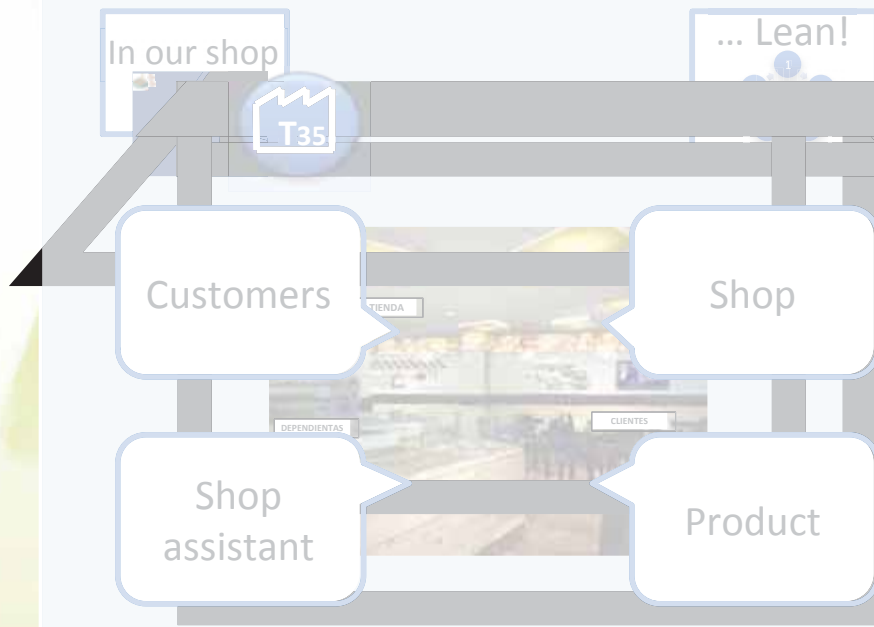 In our shop
... Lean!
1
T35
Customers
Shop
TIENDA
DEPENDIENTAS
CLIENTES
Shop
assistant
Product